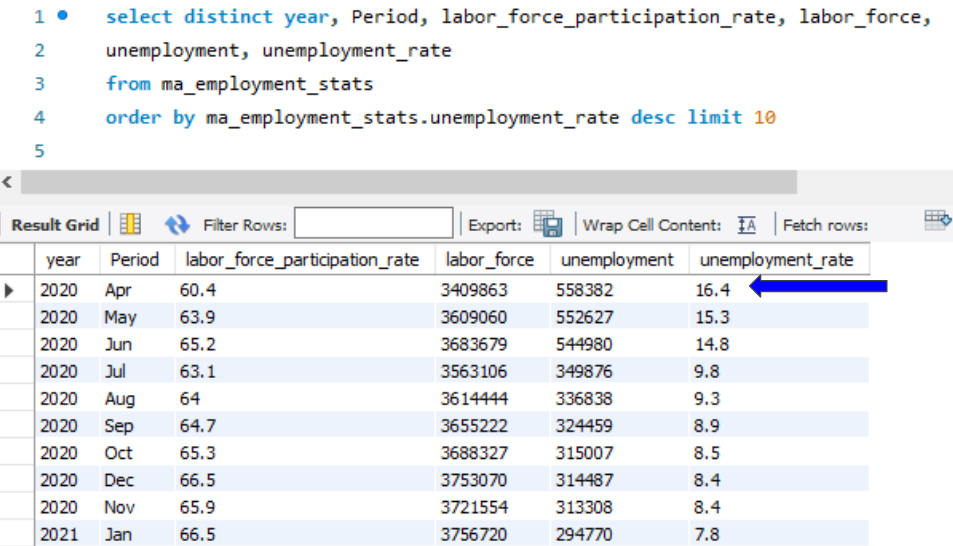 1 select distinct year, Period, labor_force_participation_rate, labor_force,
2 unemployment, unemployment_rate
3 from ma_employment_stats
4 order by ma_employment_stats.unemployment_rate desc limit 10
5
Result Grid Filter Rows: Export: Wrap Cell Content: IA Fetch rows:
year Period labor_force_participation_rate labor_force unemployment unemployment_rate
2020 Apr 60.4 3409863 558382 16.4
2020 May 63.9 3609060 552627 15.3
2020 Jun 65.2 3683679 544980 14.8
2020 Jul 63.1 3563106 349876 9.8
2020 Aug 64 3614444 336838 9.3
2020 Sep 64.7 3655222 324459 8.9
2020 Oct 65.3 3688327 315007 8.5
2020 Dec 66.5 3753070 314487 8.4
2020 Nov 65.9 3721554 313308 8.4
2021 Jan 66.5 3756720 294770 7.8